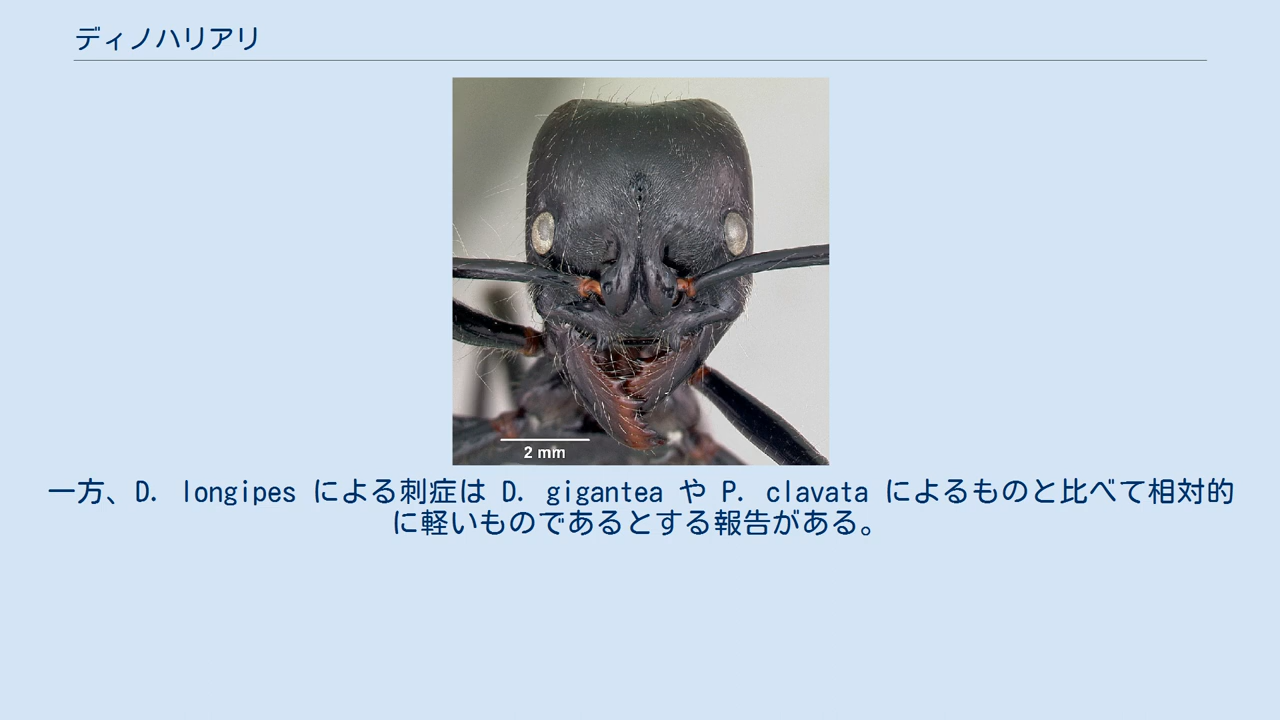 ディノハリアリ
2 mm
一方、D. longipes による刺症は D. gigantea や P. clavata によるものと比べて相対的
に軽いものであるとする報告がある。